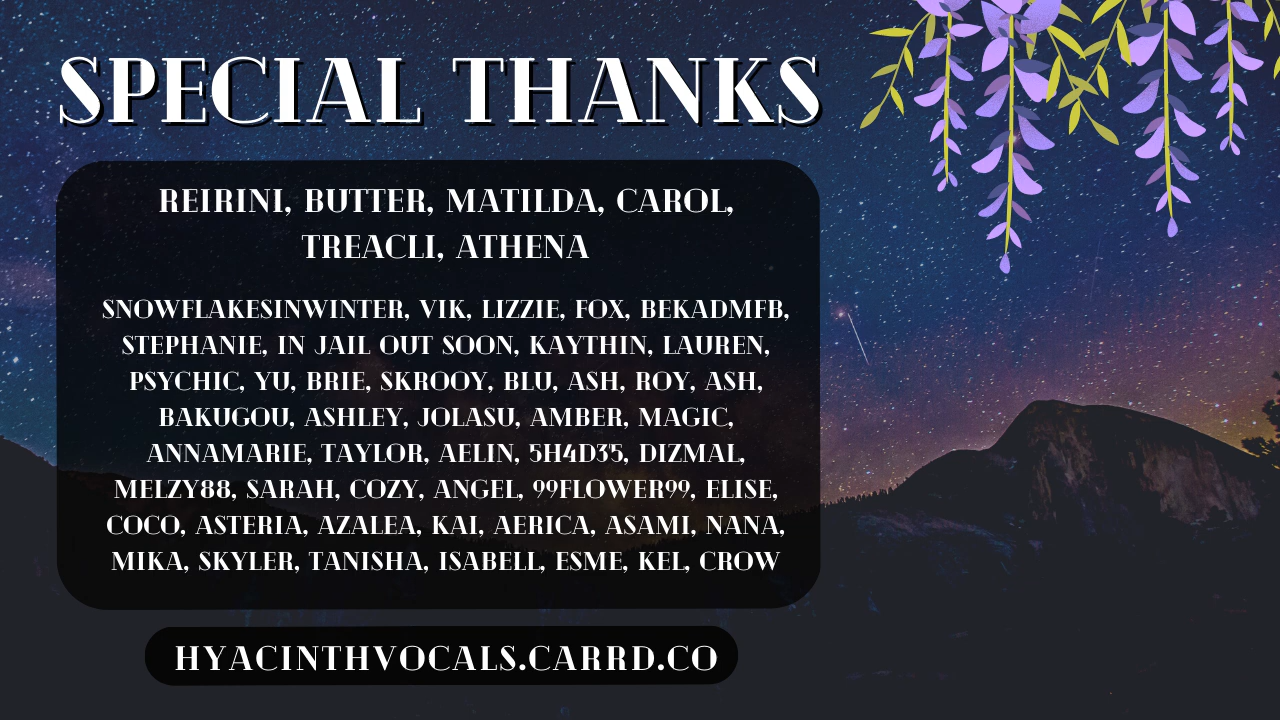 SPECIAL THANKS
REIRINI, BUTTER, MATILDA, CAROL,
TREACLI, ATHENA
SNOWFLAKESINWINTER, VIK, LIZZIE, FOX, BEKADMFB,
STEPHANIE, IN JAIL OUT SOON, KAYTHIN, LAUREN,
PSYCHIC, YU, BRIE, SKROOY, BLU, ASH, ROY, ASH,
BAKUGOU, ASHLEY, JOLASU, AMBER, MAGIC,
ANNAMARIE, TAYLOR, AELIN, 5H4D35, DIZMAL,
MELZY88, SARAH, COZY, ANGEL, 99FLOWER99, ELISE,
COCO, ASTERIA, AZALEA, KAI, AERICA, ASAMI, NANA,
MIKA, SKYLER, TANISHA, ISABELL, ESME, KEL, CROW
HYACINTHVOCALS.CARRD.CO